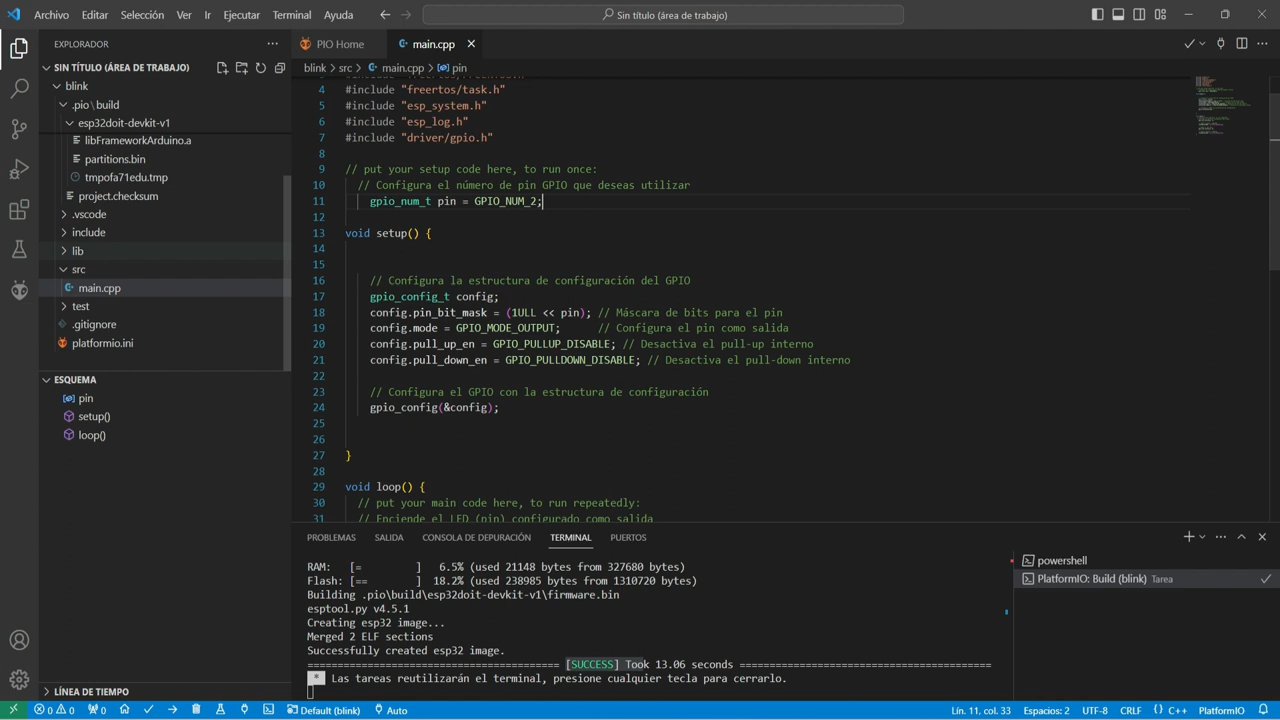 Archivo Editar Selección Ver Ir Ejecutar Terminal Ayuda
Sin título (área de trabajo)
EXPLORADOR
SIN TÍTULO (ÁREA DE TRABAJO)
blink
.pio\build
esp32doit-devkit-v1
libFrameworkArduino.a
partitions.bin
tmpofa71edu.tmp
project.checksum
.vscode
include
lib
src
main.cpp
test
.gitignore
platformio.ini
ESQUEMA
pin
setup()
loop()
LÍNEA DE TIEMPO
PIO Home
main.cpp
blink > src > main.cpp > pin
4 #include "freertos/task.h"
5 #include "esp_system.h"
6 #include "esp_log.h"
7 #include "driver/gpio.h"
8
9 // put your setup code here, to run once:
10 // Configura el número de pin GPIO que deseas utilizar
11 gpio_num_t pin = GPIO_NUM_2;
12
13 void setup() {
14
15
16 // Configura la estructura de configuración del GPIO
17 gpio_config_t config;
18 config.pin_bit_mask = (1ULL << pin); // Máscara de bits para el pin
19 config.mode = GPIO_MODE_OUTPUT; // Configura el pin como salida
20 config.pull_up_en = GPIO_PULLUP_DISABLE; // Desactiva el pull-up interno
21 config.pull_down_en = GPIO_PULLDOWN_DISABLE; // Desactiva el pull-down interno
22
23 // Configura el GPIO con la estructura de configuración
24 gpio_config(&config);
25
26
27 }
28
29 void loop() {
30 // put your main code here, to run repeatedly:
31 // Enciende el LED (pin) configurado como salida
PROBLEMAS SALIDA CONSOLA DE DEPURACIÓN TERMINAL PUERTOS
RAM: [= ] 6.5% (used 21148 bytes from 327680 bytes)
Flash: [== ] 18.2% (used 238985 bytes from 1310720 bytes)
Building .pio\build\esp32doit-devkit-v1\firmware.bin
esptool.py v4.5.1
Creating esp32 image...
Merged 2 ELF sections
Successfully created esp32 image.
========================================= [SUCCESS] Took 13.06 seconds =========================================
* Las tareas reutilizarán el terminal, presione cualquier tecla para cerrarlo.
powershell
PlatformIO: Build (blink) Tarea
0 0 0 Default (blink) Auto Lín. 11, col. 33 Espacios: 2 UTF-8 CRLF {} C++ PlatformIO